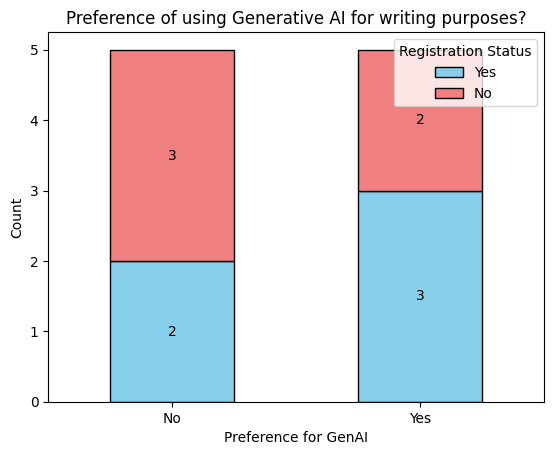 Preference of using Generative AI for writing purposes?
Registration Status
Yes
No
5
4
3
2
1
0
Count
3
2
2
3
No
Yes
Preference for GenAI